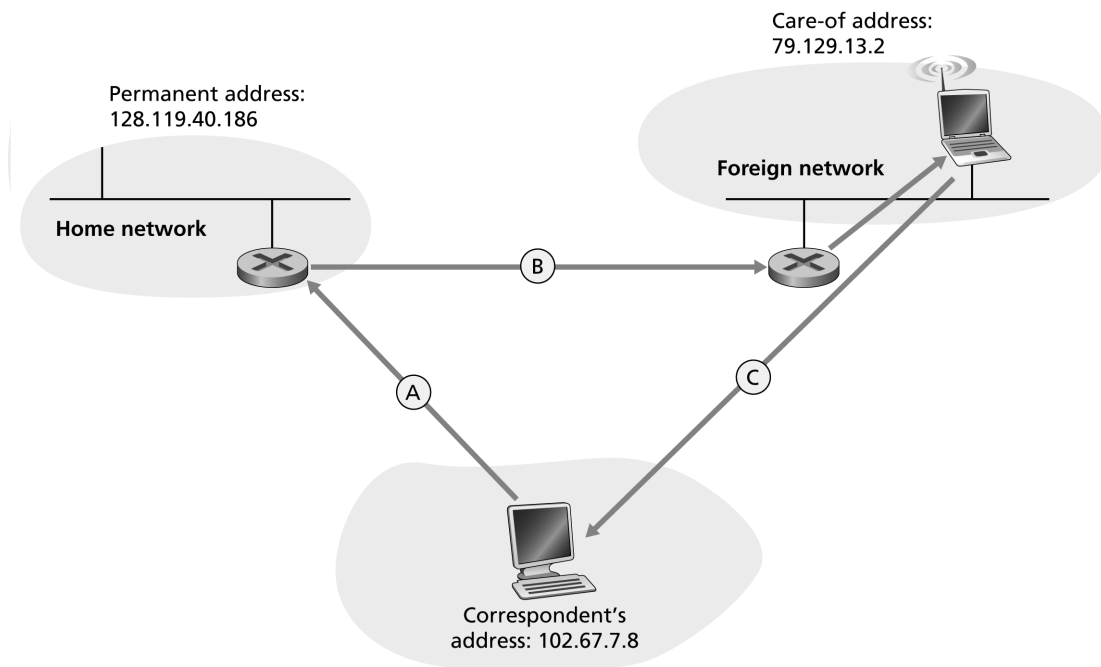 Care-of address:
79.129.13.2
Permanent address:
128.119.40.186
Foreign network
Home network
B
A
C
Correspondent's
address: 102.67.7.8